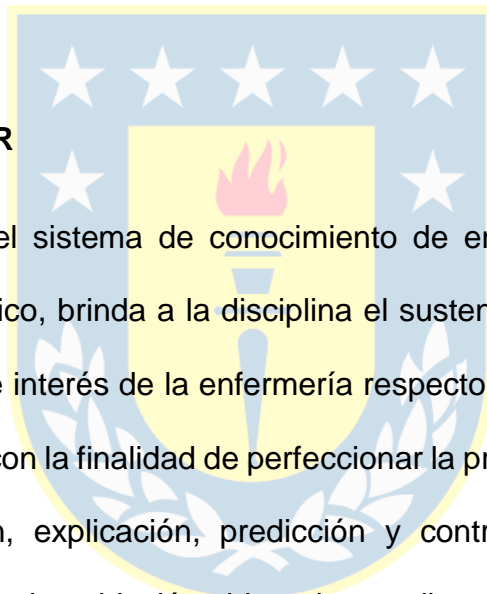 R
el sistema de conocimiento de en
ico, brinda a la disciplina el susten
e interés de la enfermería respecto
con la finalidad de perfeccionar la pr
n, explicación, predicción y contr